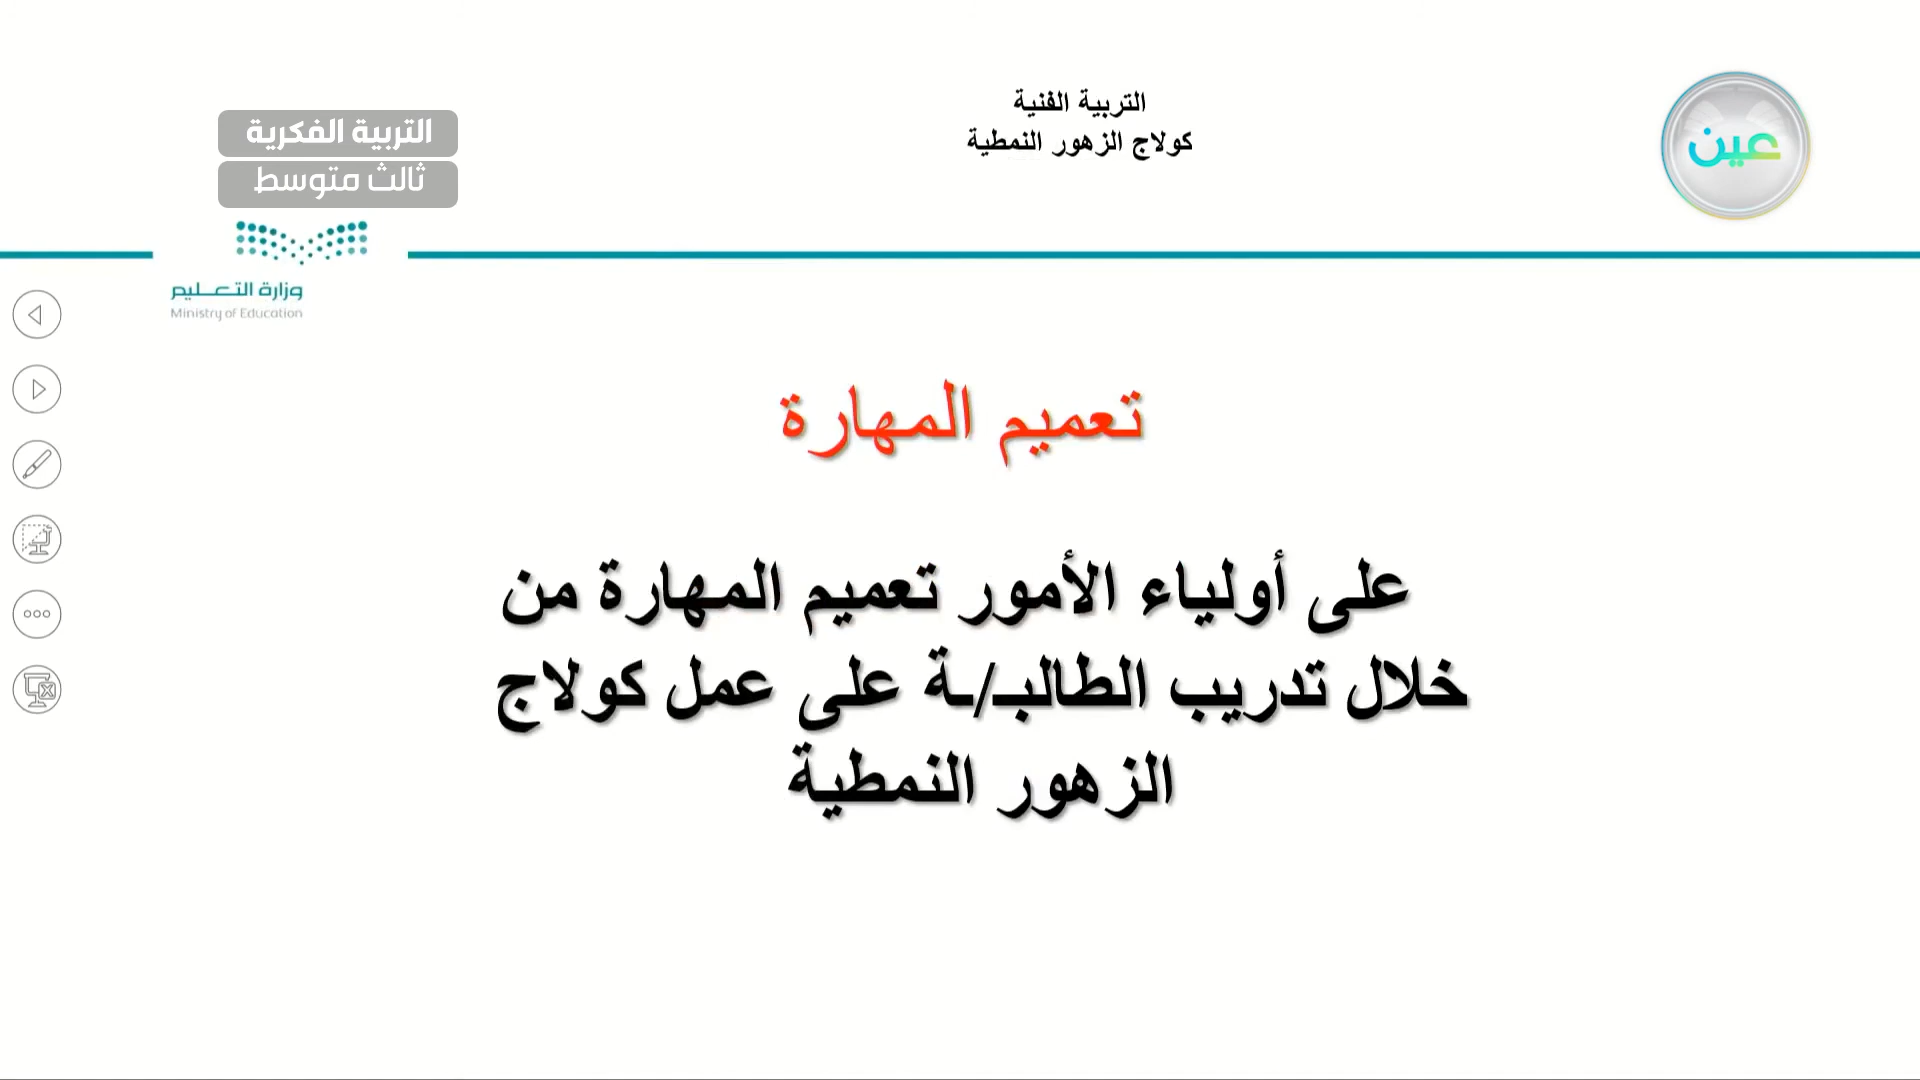 التربية الفنية
كولاج الزهور النمطية
عين
التربية الفكرية
ثالث متوسط
وزارة التعليم
Ministry of Education
تعميم المهارة
على أولياء الأمور تعميم المهارة من
خلال تدريب الطالبـ/ـة على عمل كولاج
الزهور النمطية